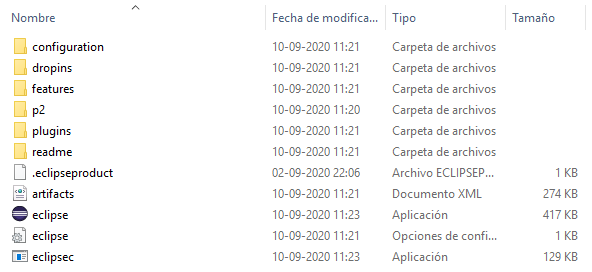 Nombre Fecha de modifica... Tipo Tamaño
configuration 10-09-2020 11:21 Carpeta de archivos
dropins 10-09-2020 11:21 Carpeta de archivos
features 10-09-2020 11:21 Carpeta de archivos
p2 10-09-2020 11:20 Carpeta de archivos
plugins 10-09-2020 11:21 Carpeta de archivos
readme 10-09-2020 11:21 Carpeta de archivos
.eclipseproduct 02-09-2020 22:06 Archivo ECLIPSEP... 1 KB
artifacts 10-09-2020 11:21 Documento XML 274 KB
eclipse 10-09-2020 11:23 Aplicación 417 KB
eclipse 10-09-2020 11:21 Opciones de confi... 1 KB
eclipsec 10-09-2020 11:23 Aplicación 129 KB